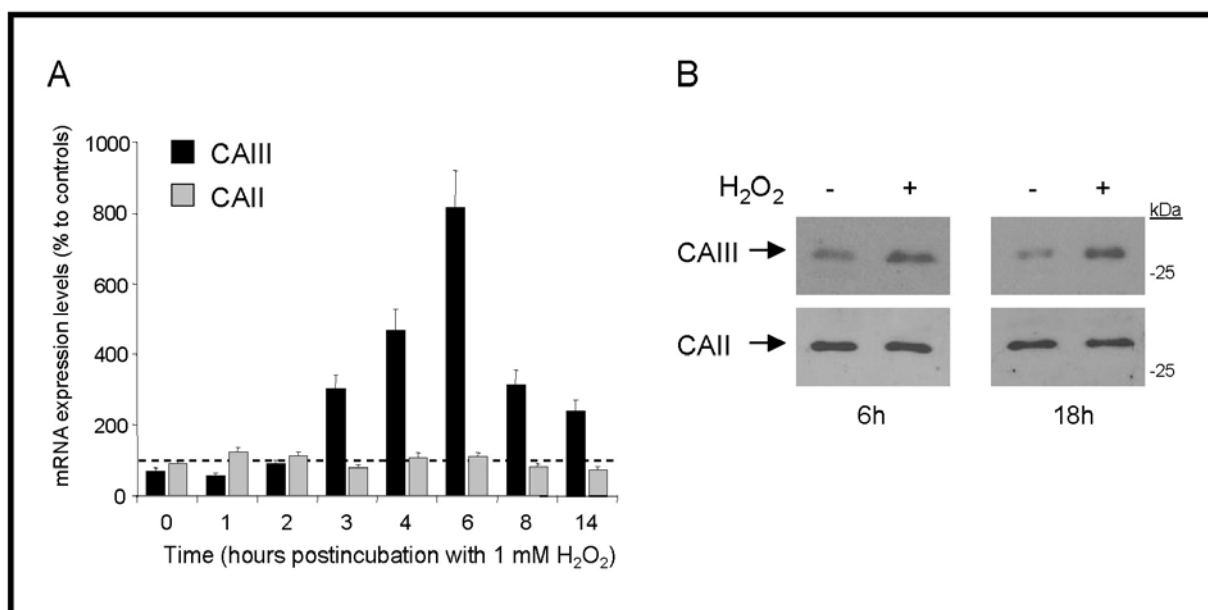 A
mRNA expression levels (% to controls)
1000
800
600
400
200
0
CAIII
CAII
0 1 2 3 4 6 8 14
Time (hours postincubation with 1 mM H₂O₂)
B
H₂O₂ - + - +
kDa
CAIII
-25
CAII
-25
6h 18h